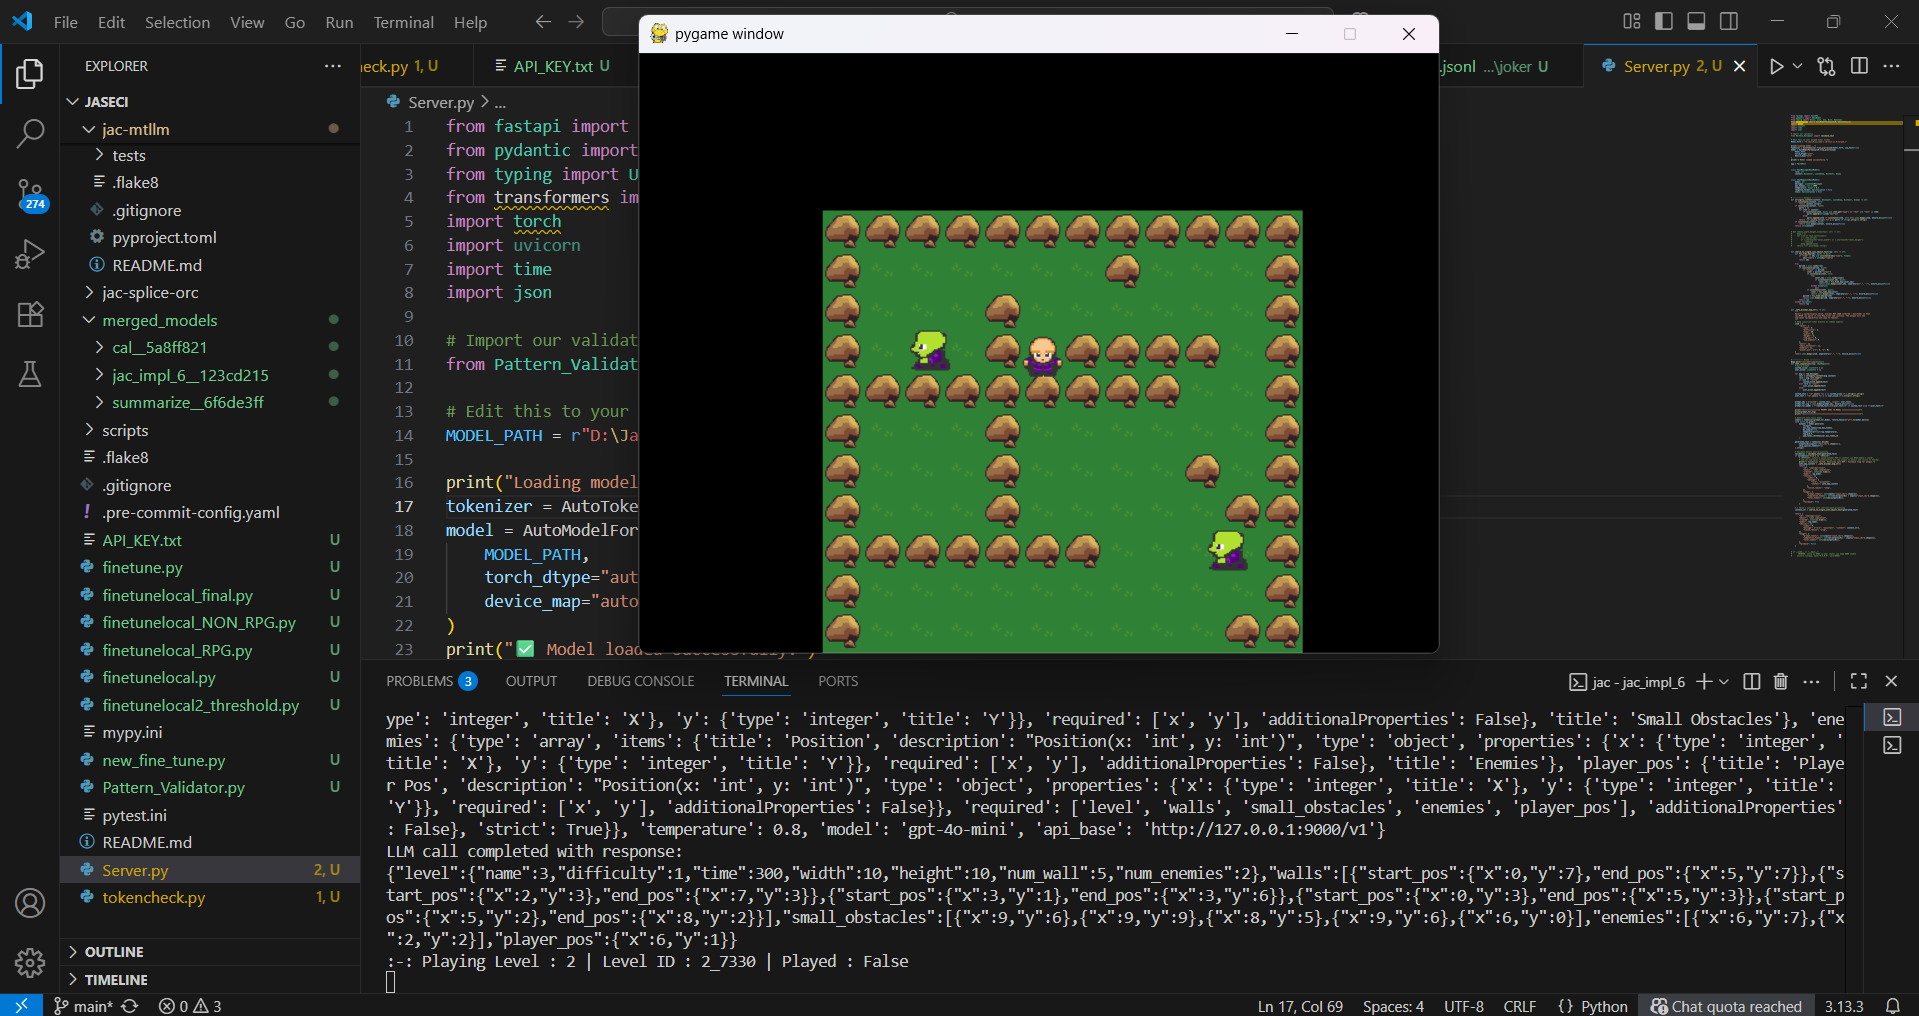 File Edit Selection View Go Run Terminal Help
pygame window
EXPLORER
JASECI
jac-mtllm
tests
.flake8
.gitignore
pyproject.toml
README.md
jac-splice-orc
merged_models
cal__5a8ff821
jac_impl_6__123cd215
summarize__6f6de3ff
scripts
.flake8
.gitignore
.pre-commit-config.yaml
API_KEY.txt U
finetune.py U
finetunelocal_final.py U
finetunelocal_NON_RPG.py U
finetunelocal_RPG.py U
finetunelocal.py U
finetunelocal2_threshold.py U
mypy.ini
new_fine_tune.py U
Pattern_Validator.py U
pytest.ini
README.md
Server.py 2, U
tokencheck.py 1, U
OUTLINE
TIMELINE
274
eck.py 1, U API_KEY.txt U .jsonl ...\joker U Server.py 2, U
Server.py > ...
1 from fastapi import
2 from pydantic import
3 from typing import U
4 from transformers im
5 import torch
6 import uvicorn
7 import time
8 import json
9
10 # Import our validat
11 from Pattern_Validat
12
13 # Edit this to your
14 MODEL_PATH = r"D:\Ja
15
16 print("Loading model
17 tokenizer = AutoToke
18 model = AutoModelFor
19 MODEL_PATH,
20 torch_dtype="aut
21 device_map="auto
22 )
23 print("✅ Model loaded successfully.")
PROBLEMS 3 OUTPUT DEBUG CONSOLE TERMINAL PORTS
jac - jac_impl_6
ype': 'integer', 'title': 'X'}, 'y': {'type': 'integer', 'title': 'Y'}}, 'required': ['x', 'y'], 'additionalProperties': False}, 'title': 'Small Obstacles'}, 'ene
mies': {'type': 'array', 'items': {'title': 'Position', 'description': "Position(x: 'int', y: 'int')", 'type': 'object', 'properties': {'x': {'type': 'integer', '
title': 'X'}, 'y': {'type': 'integer', 'title': 'Y'}}, 'required': ['x', 'y'], 'additionalProperties': False}, 'title': 'Enemies'}, 'player_pos': {'title': 'Playe
r Pos', 'description': "Position(x: 'int', y: 'int')", 'type': 'object', 'properties': {'x': {'type': 'integer', 'title': 'X'}, 'y': {'type': 'integer', 'title': 
'Y'}}, 'required': ['x', 'y'], 'additionalProperties': False}}, 'required': ['level', 'walls', 'small_obstacles', 'enemies', 'player_pos'], 'additionalProperties'
: False}, 'strict': True}}, 'temperature': 0.8, 'model': 'gpt-4o-mini', 'api_base': 'http://127.0.0.1:9000/v1'}
LLM call completed with response:
{"level":{"name":3,"difficulty":1,"time":300,"width":10,"height":10,"num_wall":5,"num_enemies":2},"walls":[{"start_pos":{"x":0,"y":7},"end_pos":{"x":5,"y":7}},{"s
tart_pos":{"x":2,"y":3},"end_pos":{"x":7,"y":3}},{"start_pos":{"x":3,"y":1},"end_pos":{"x":3,"y":6}},{"start_pos":{"x":0,"y":3},"end_pos":{"x":5,"y":3}},{"start_p
os":{"x":5,"y":2},"end_pos":{"x":8,"y":2}}],"small_obstacles":[{"x":9,"y":6},{"x":9,"y":9},{"x":8,"y":5},{"x":9,"y":6},{"x":6,"y":0}],"enemies":[{"x":6,"y":7},{"x
":2,"y":2}],"player_pos":{"x":6,"y":1}}
:-: Playing Level : 2 | Level ID : 2_7330 | Played : False
main* 0 3 Ln 17, Col 69 Spaces: 4 UTF-8 CRLF {} Python Chat quota reached 3.13.3